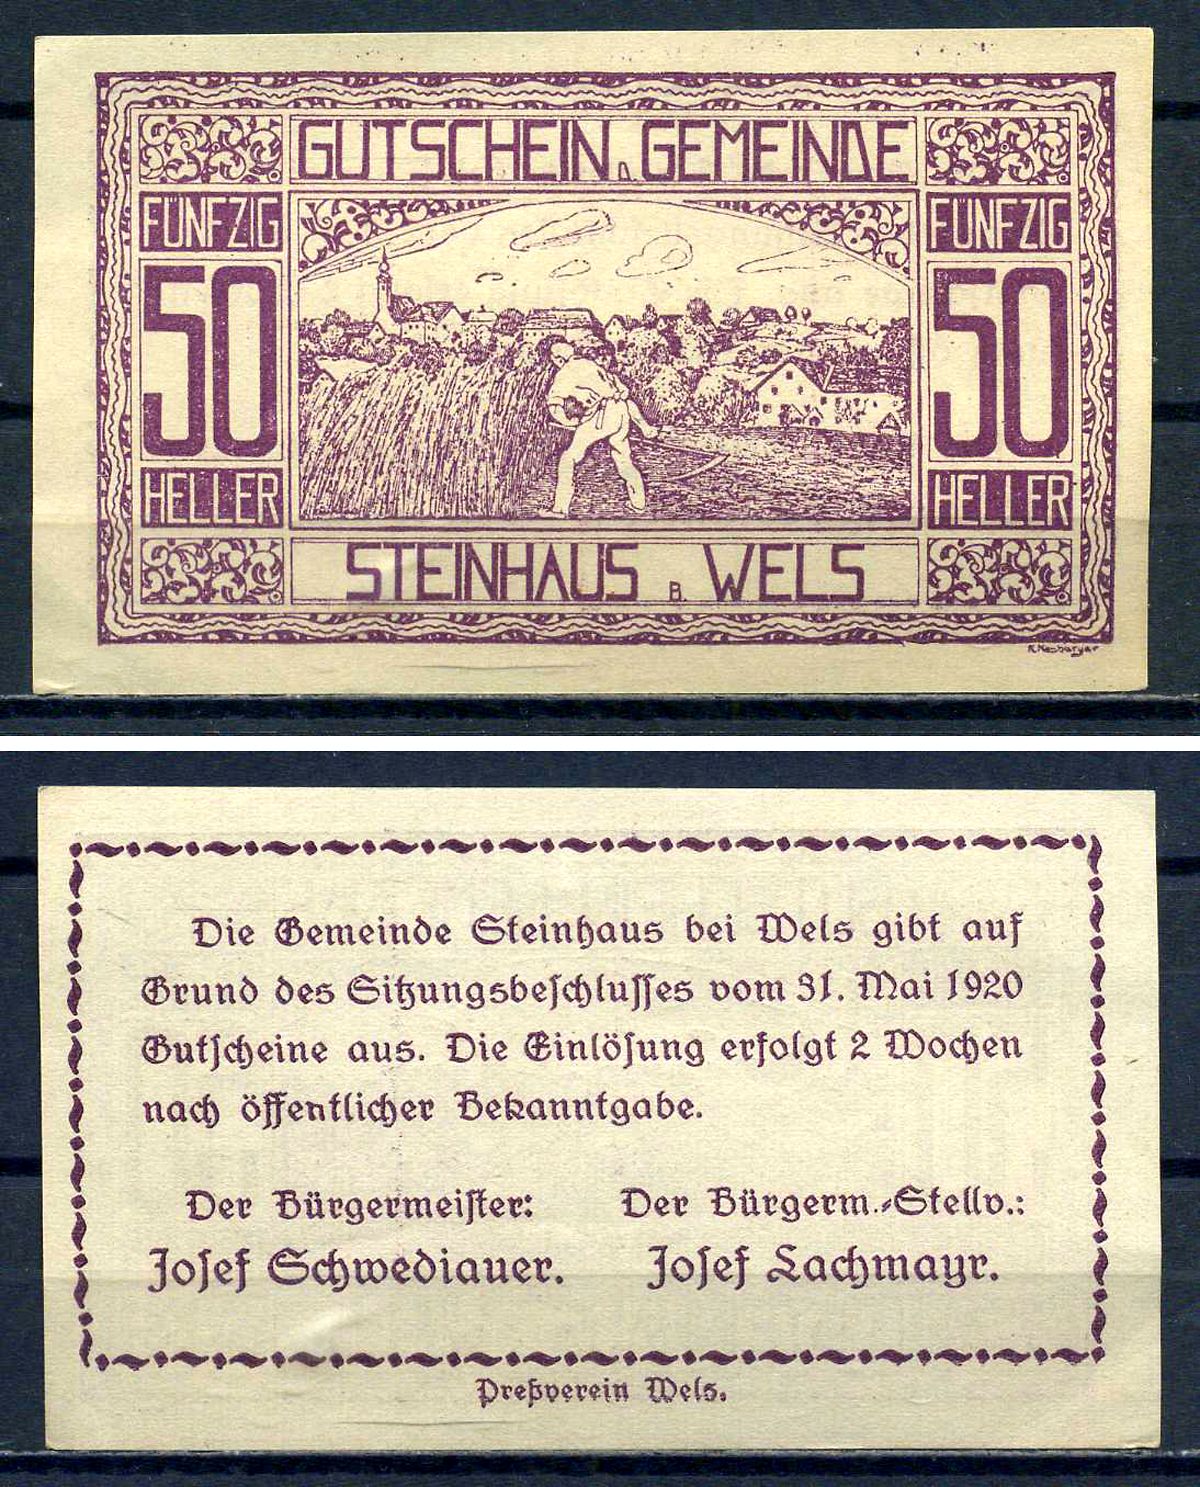 GUTSCHEIN D. GEMEINDE
FÜNFZIG
50
HELLER
FÜNFZIG
50
HELLER
STEINHAUS B. WELS
Die Gemeinde Steinhaus bei Wels gibt auf
Grund des Sitzungsbeschlusses vom 31. Mai 1920
Gutscheine aus. Die Einlösung erfolgt 2 Wochen
nach öffentlicher Bekanntgabe.
Der Bürgermeister:
Josef Schwediauer.
Der Bürgerm.-Stellv.:
Josef Lachmayr.
Preßverein Wels.